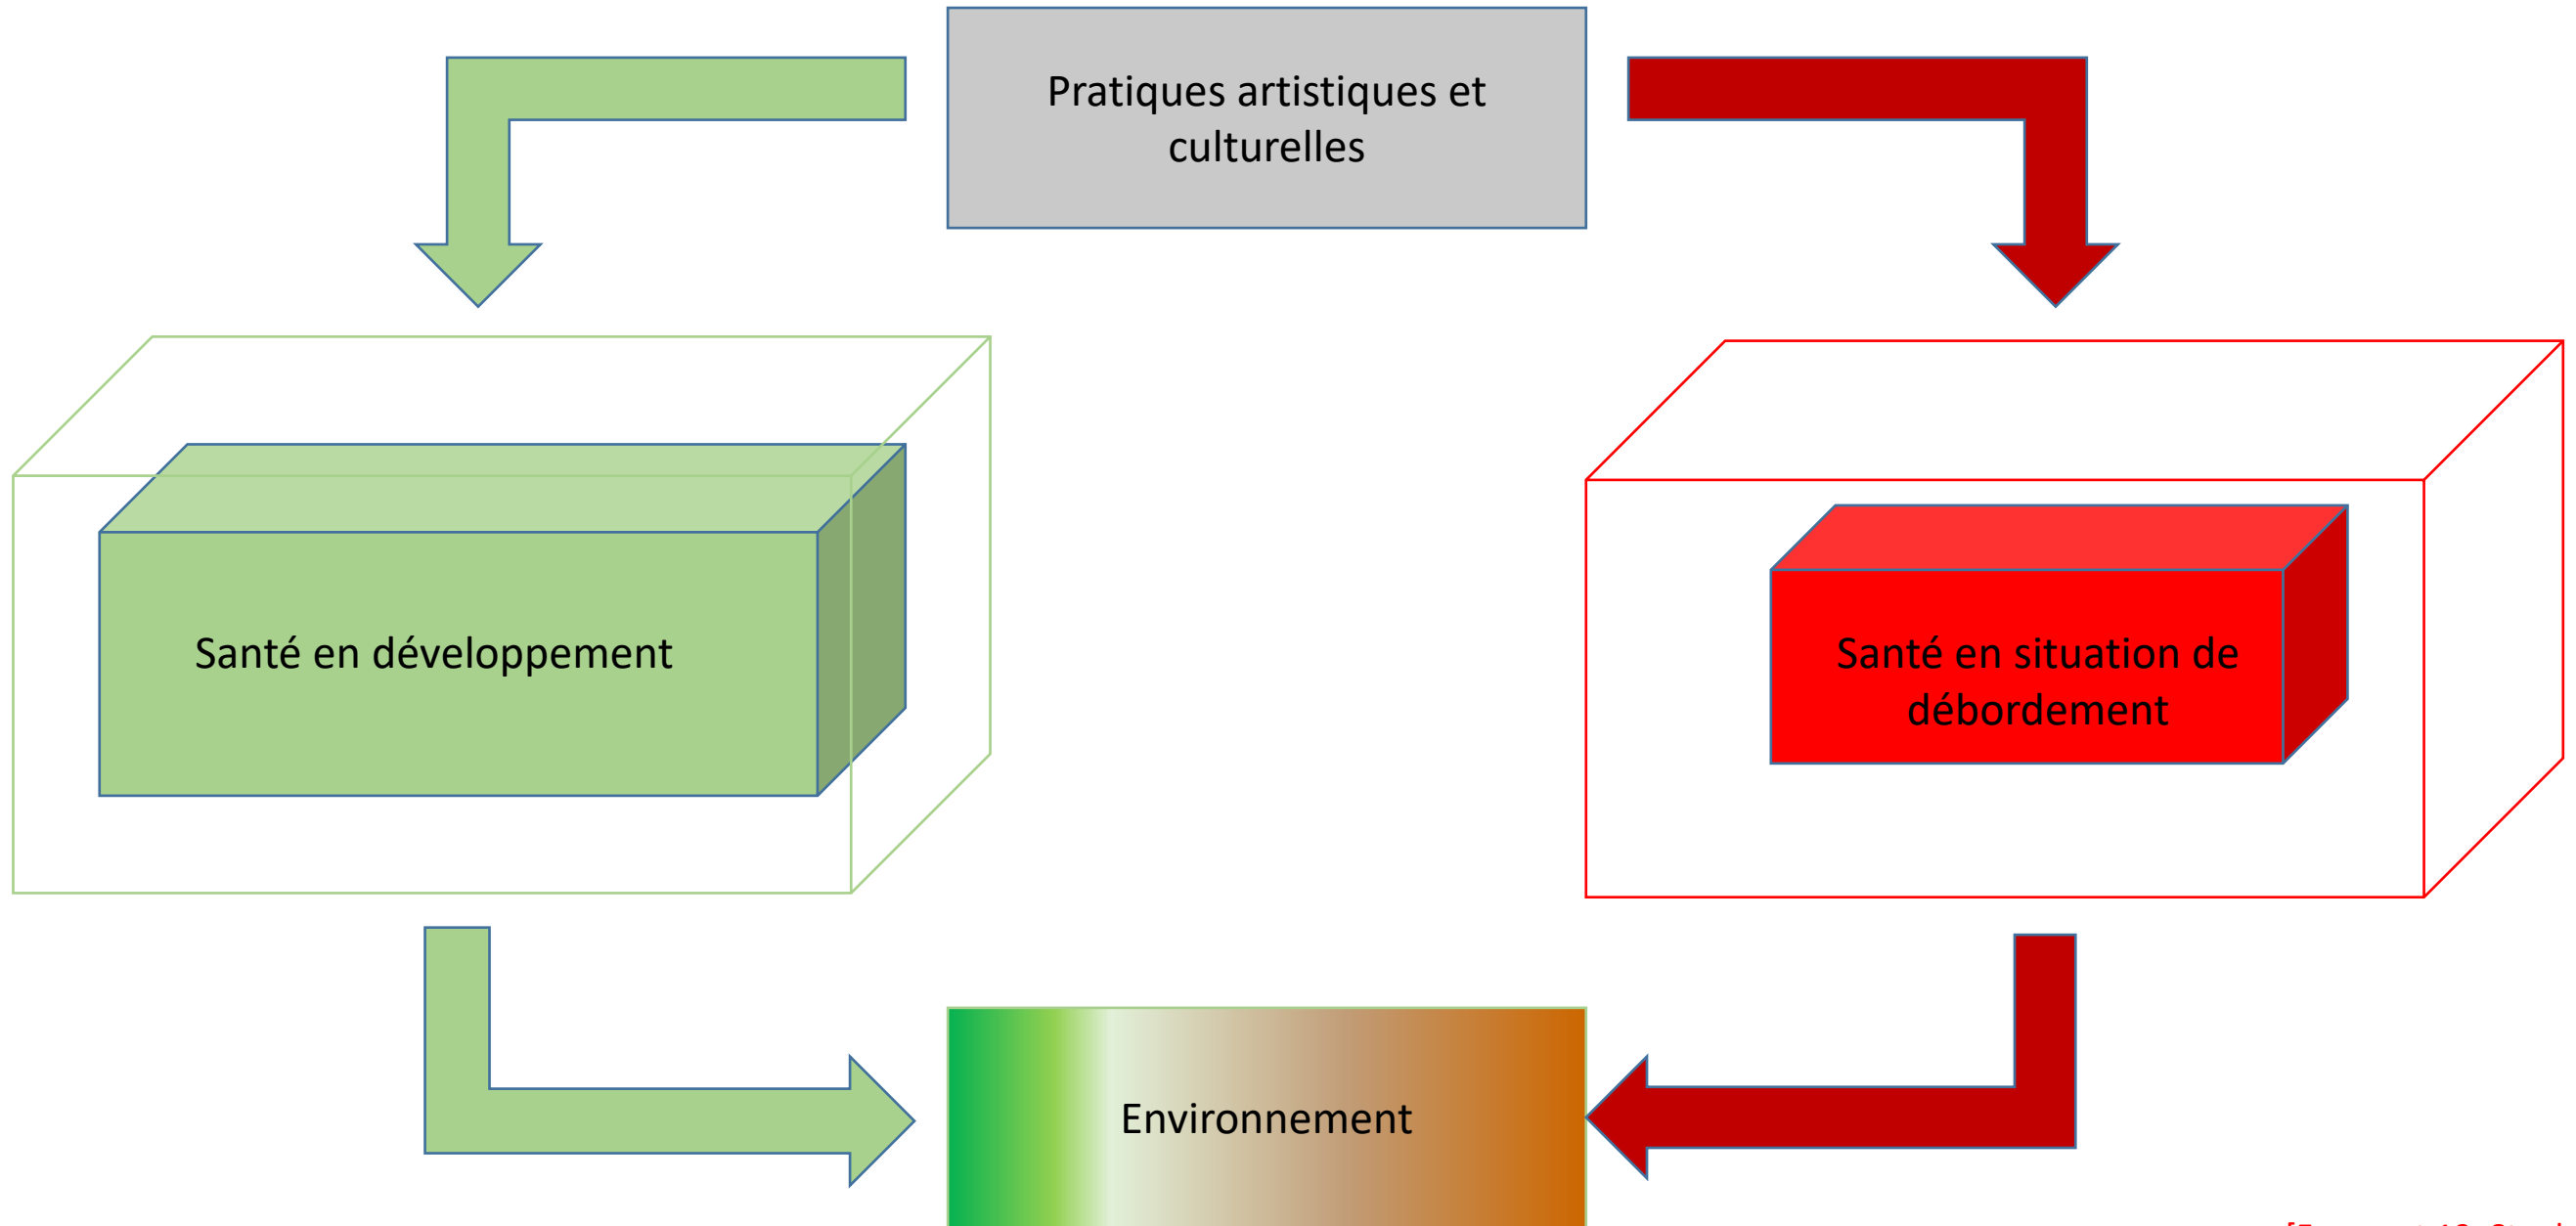 Pratiques artistiques et
culturelles
Santé en développement
Santé en situation de
débordement
Environnement